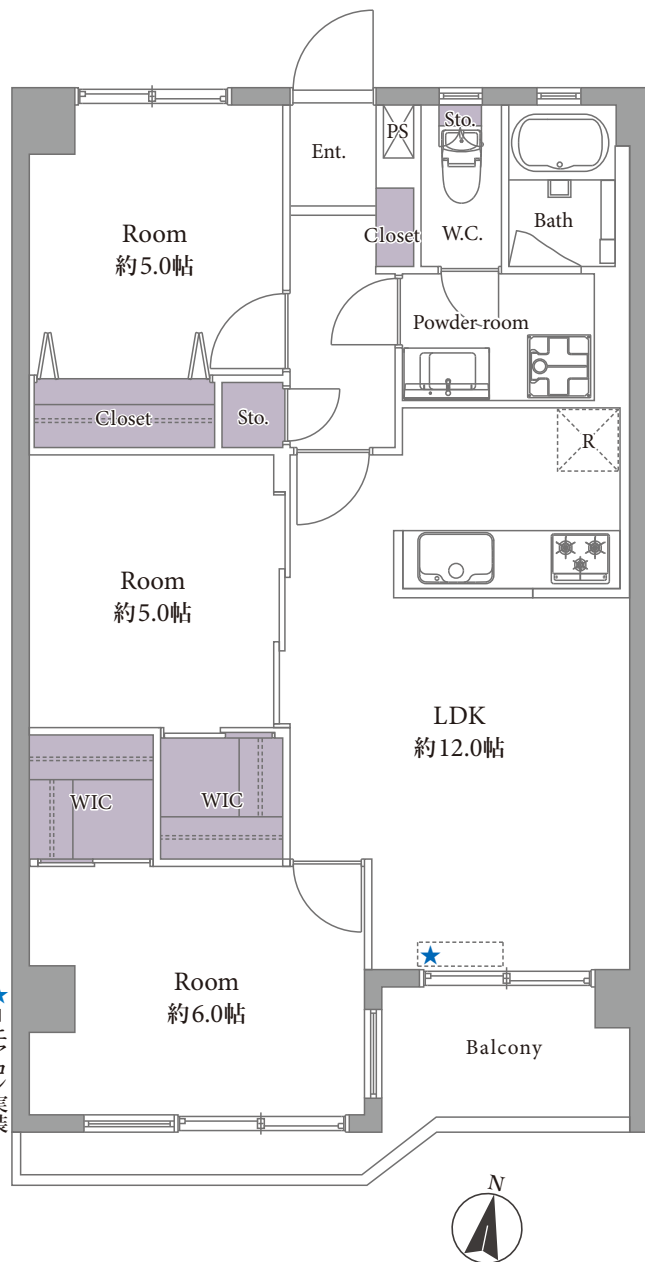 Ent.
PS
Sto.
Closet
W.C.
Bath
Room
約5.0帖
Powder room
Closet
Sto.
R
Room
約5.0帖
LDK
約12.0帖
WIC
WIC
Room
約6.0帖
★
Balcony
N